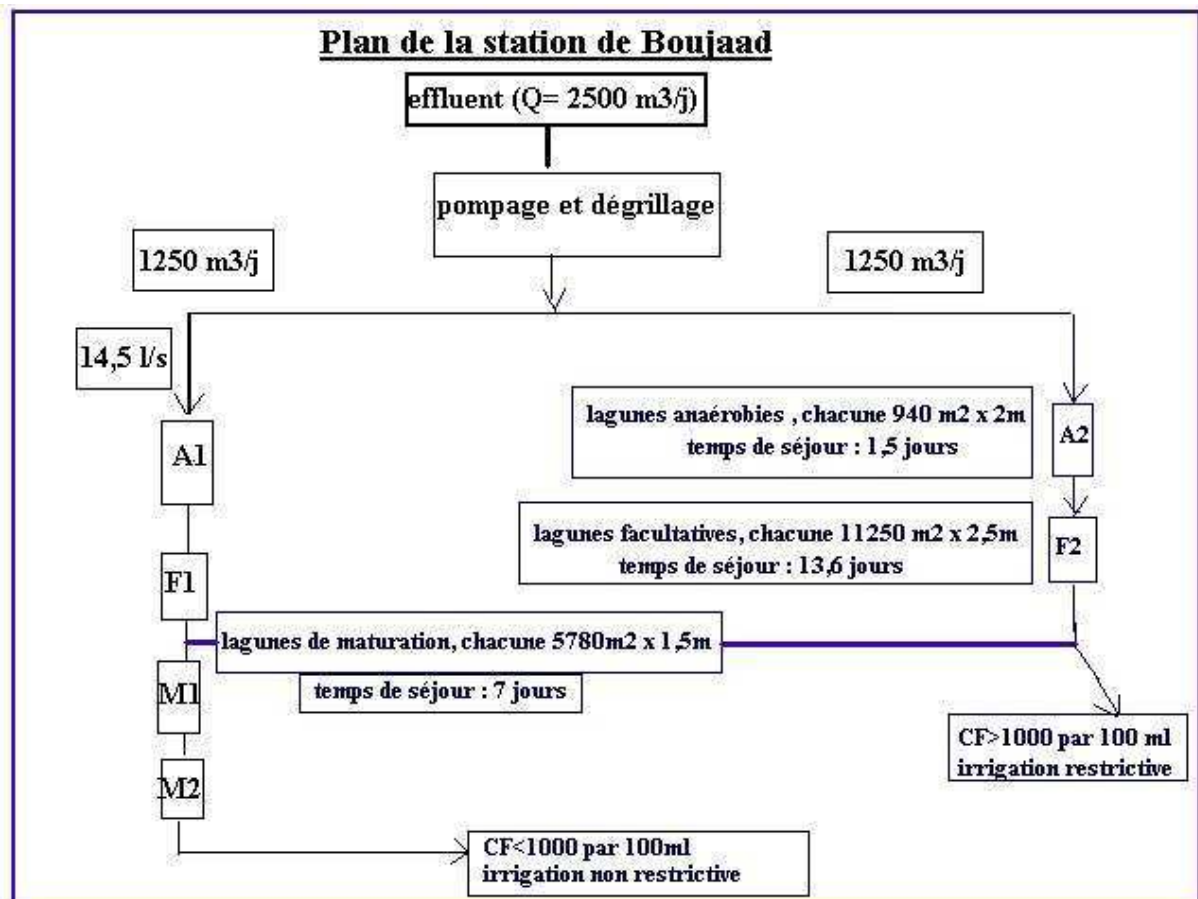 Plan de la station de Boujaad
effluent (Q= 2500 m3/j)
pompage et dégrillage
1250 m3/j
1250 m3/j
14,5 l/s
A1
lagunes anaérobies , chacune 940 m2 x 2m
temps de séjour : 1,5 jours
A2
lagunes facultatives, chacune 11250 m2 x 2,5m
temps de séjour : 13,6 jours
F2
F1
lagunes de maturation, chacune 5780m2 x 1,5m
temps de séjour : 7 jours
M1
CF>1000 par 100 ml
irrigation restrictive
M2
CF<1000 par 100ml
irrigation non restrictive